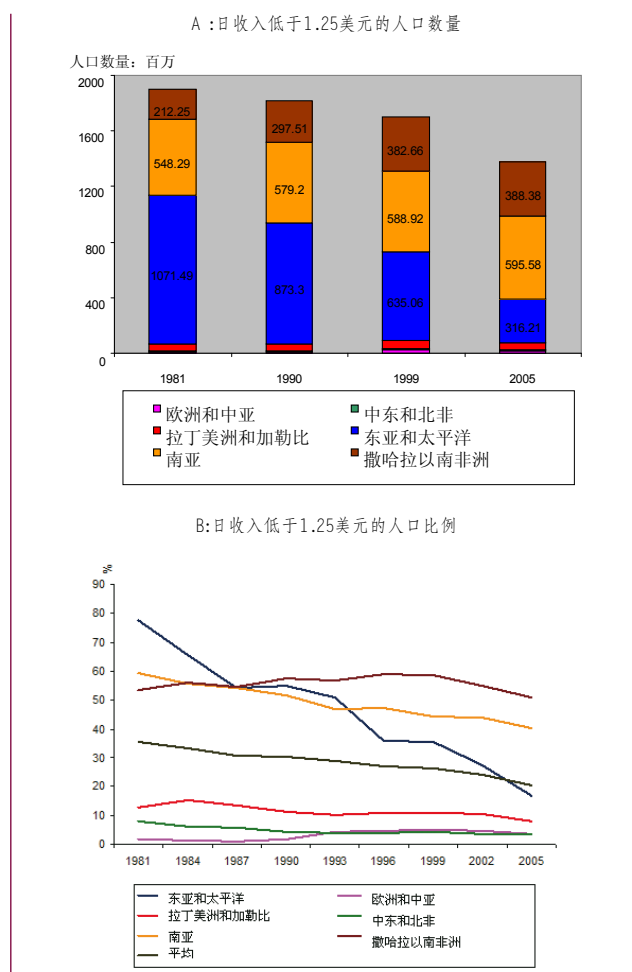 A :日收入低于1.25美元的人口数量
人口数量：百万
2000
1600
1200
800
400
0
212.25 297.51 382.66 388.38
548.29 579.2 588.92 595.58
1071.49 873.3 635.06 316.21
1981 1990 1999 2005
欧洲和中亚 中东和北非
拉丁美洲和加勒比 东亚和太平洋
南亚 撒哈拉以南非洲
B:日收入低于1.25美元的人口比例
%
90
80
70
60
50
40
30
20
10
0
1981 1984 1987 1990 1993 1996 1999 2002 2005
东亚和太平洋 欧洲和中亚
拉丁美洲和加勒比 中东和北非
南亚 撒哈拉以南非洲
平均